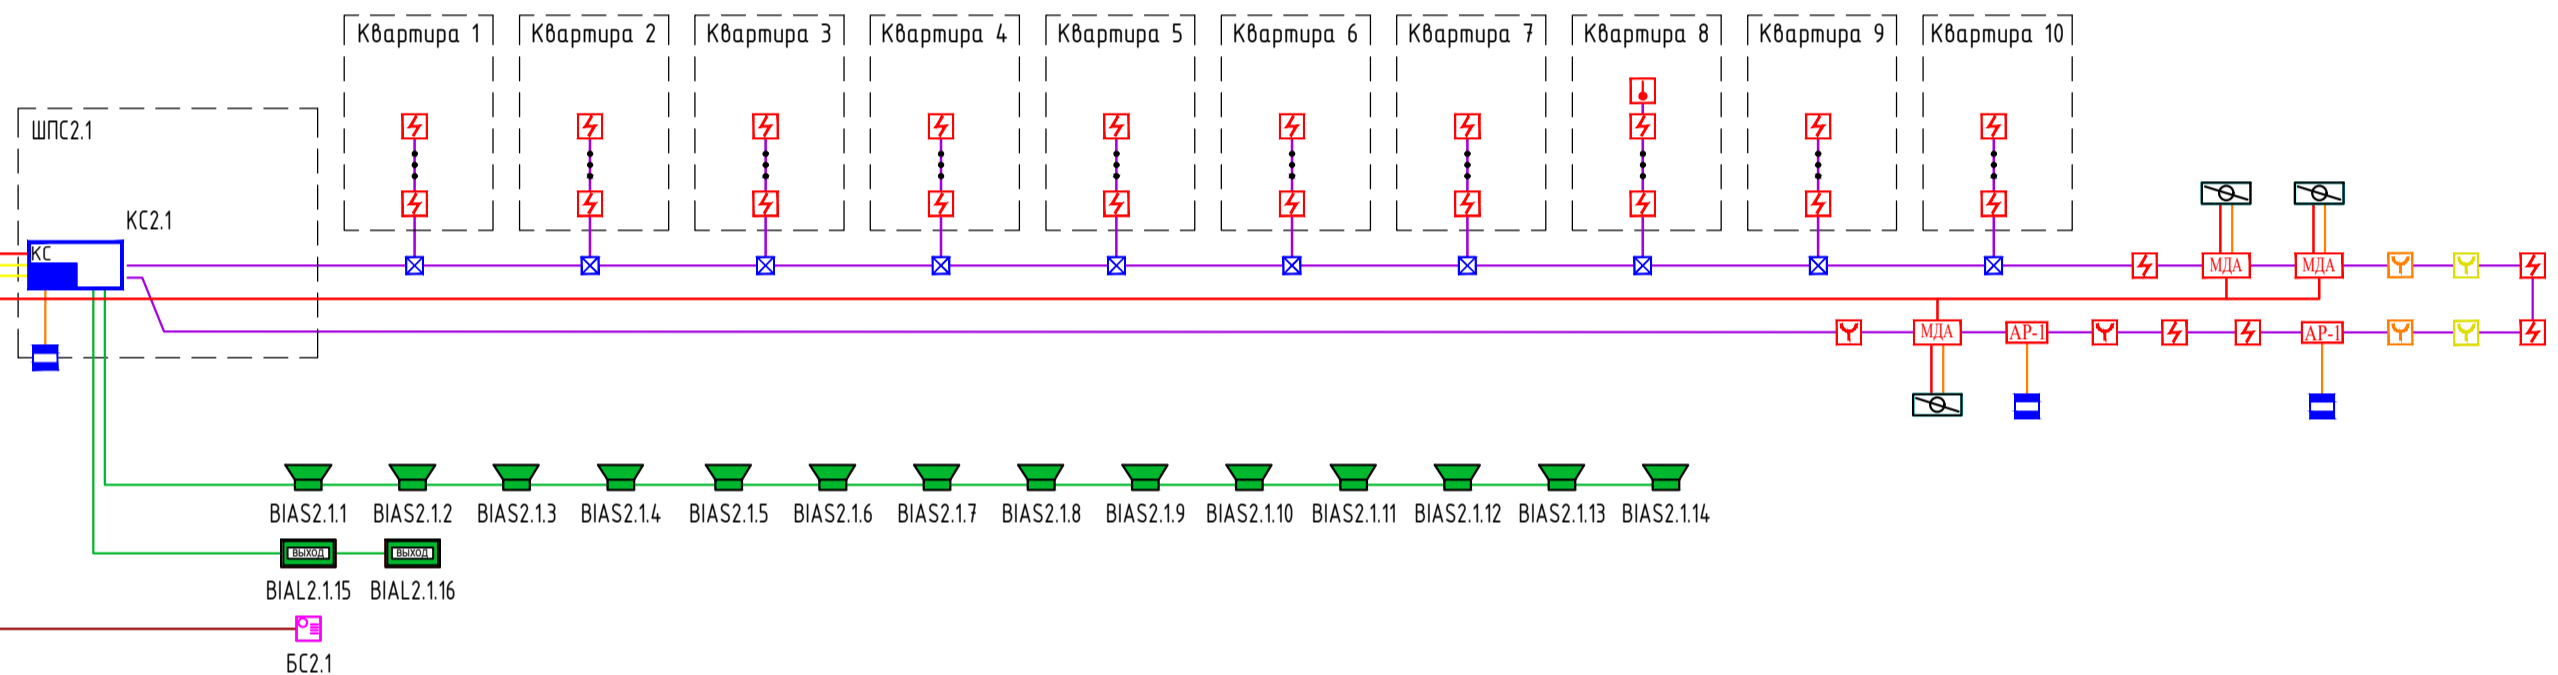 Квартира 1
Квартира 2
Квартира 3
Квартира 4
Квартира 5
Квартира 6
Квартира 7
Квартира 8
Квартира 9
Квартира 10
ШПС2.1
КС2.1
КС
МДА
МДА
МДА
АР-1
АР-1
BIAS2.1.1
BIAS2.1.2
BIAS2.1.3
BIAS2.1.4
BIAS2.1.5
BIAS2.1.6
BIAS2.1.7
BIAS2.1.8
BIAS2.1.9
BIAS2.1.10
BIAS2.1.11
BIAS2.1.12
BIAS2.1.13
BIAS2.1.14
ВЫХОД
ВЫХОД
BIAL2.1.15
BIAL2.1.16
БС2.1